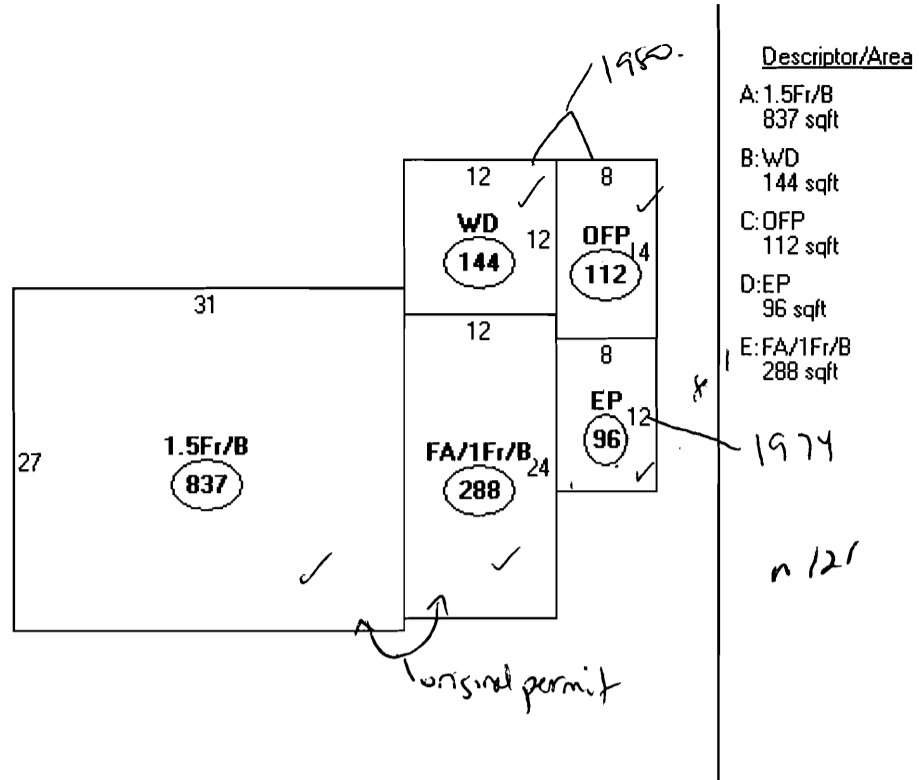 1980.
Descriptor/Area
A:1.5Fr/B
837 sqft
B:WD
144 sqft
C:OFP
112 sqft
D:EP
96 sqft
E:FA/1Fr/B
288 sqft
12
WD
12
144
8
OFP
14
112
31
27
1.5Fr/B
837
12
FA/1Fr/B
24
288
8
EP
12
96
1974
original permit